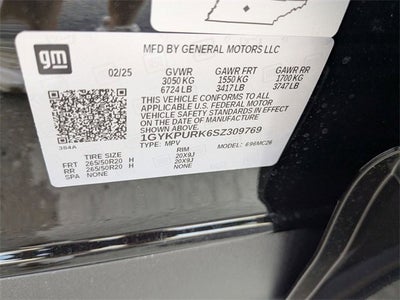 gm
MFD BY GENERAL MOTORS LLC
02/25 GVWR GAWR FRT GAWR RR
3050 KG 1550 KG 1700 KG
6724 LB 3417 LB 3747 LB
THIS VEHICLE CONFORMS TO ALL
APPLICABLE U.S. FEDERAL MOTOR
VEHICLE SAFETY STANDARDS IN EFFECT
ON THE DATE OF MANUFACTURE SHOWN ABOVE.
1GYKPURK6SZ309769
TYPE: MPV MODEL: 698MC26
384A
TIRE SIZE RIM
FRT 265/50R20 H 20X9J
RR 265/50R20 H 20X9J
SPA NONE NONE